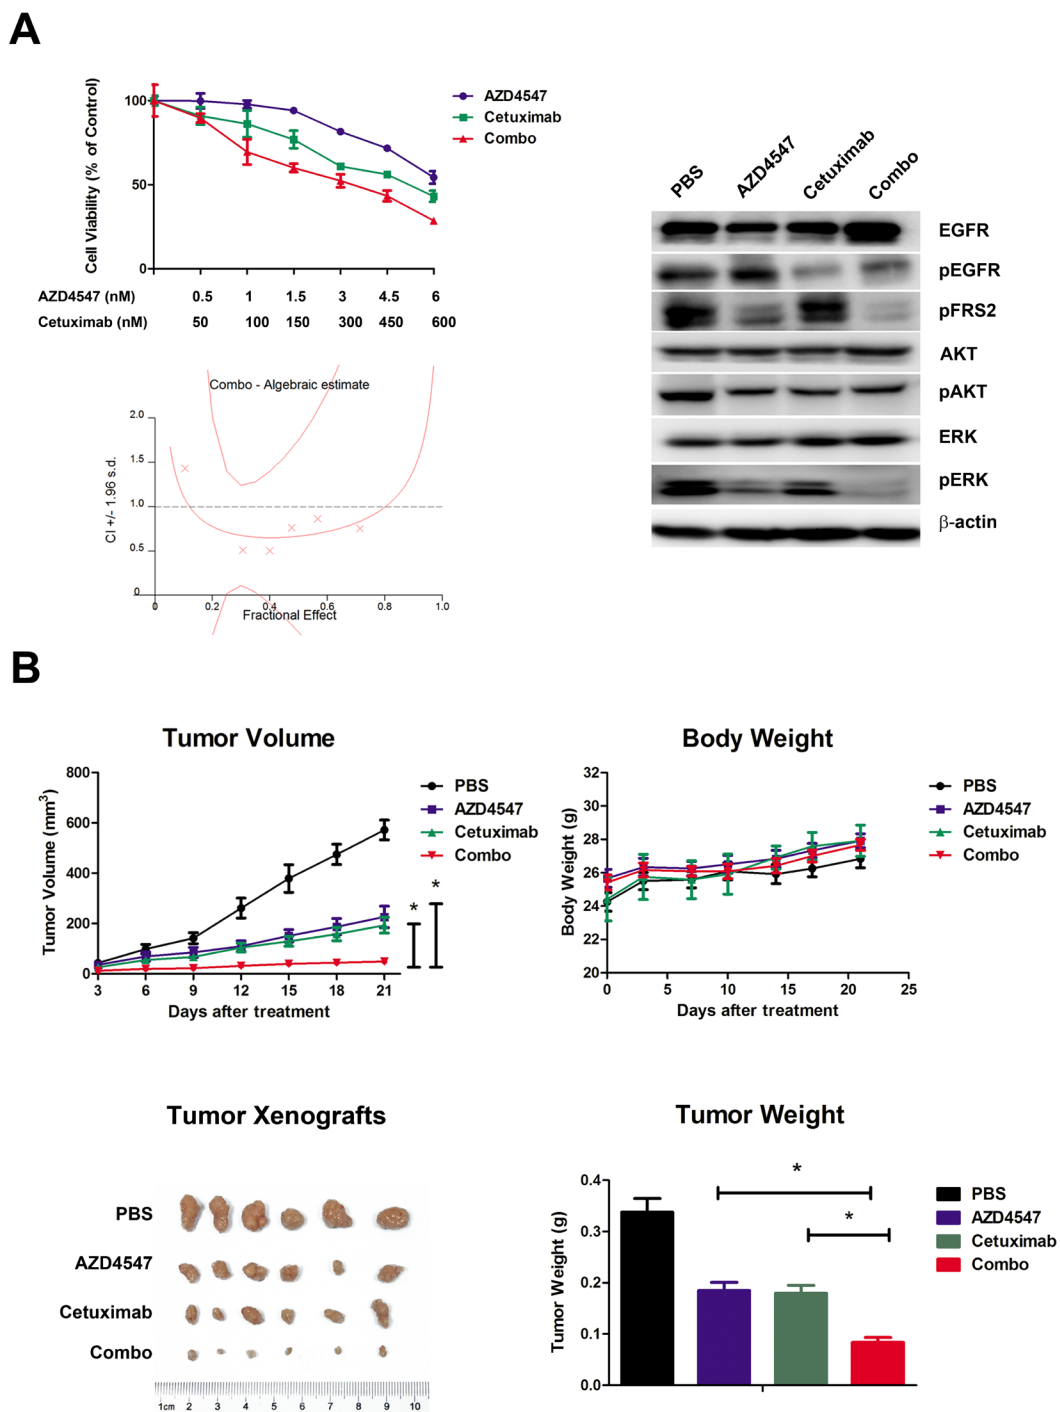 A
Cell Viability (% of Control)
100
50
0
AZD4547
Cetuximab
Combo
AZD4547 (nM) 0.5 1 1.5 3 4.5 6
Cetuximab (nM) 50 100 150 300 450 600
Combo - Algebraic estimate
CI +/- 1.96 s.d.
2.0
1.5
1.0
0.5
0
0 0.2 0.4 0.6 0.8 1.0
Fractional Effect
PBS AZD4547 Cetuximab Combo
EGFR
pEGFR
pFRS2
AKT
pAKT
ERK
pERK
β-actin
B
Tumor Volume
Tumor Volume (mm³)
800
600
400
200
0
3 6 9 12 15 18 21
Days after treatment
PBS
AZD4547
Cetuximab
Combo
* *
Body Weight
Body Weight (g)
32
30
28
26
24
22
20
0 5 10 15 20 25
Days after treatment
PBS
AZD4547
Cetuximab
Combo
Tumor Xenografts
PBS
AZD4547
Cetuximab
Combo
1cm 2 3 4 5 6 7 8 9 10
Tumor Weight
Tumor Weight (g)
0.4
0.3
0.2
0.1
0.0
*
*
PBS
AZD4547
Cetuximab
Combo